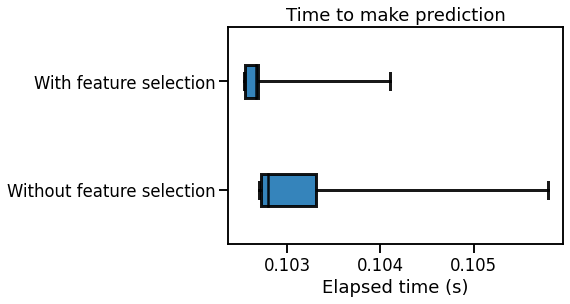 Time to make prediction
With feature selection
Without feature selection
0.103 0.104 0.105
Elapsed time (s)